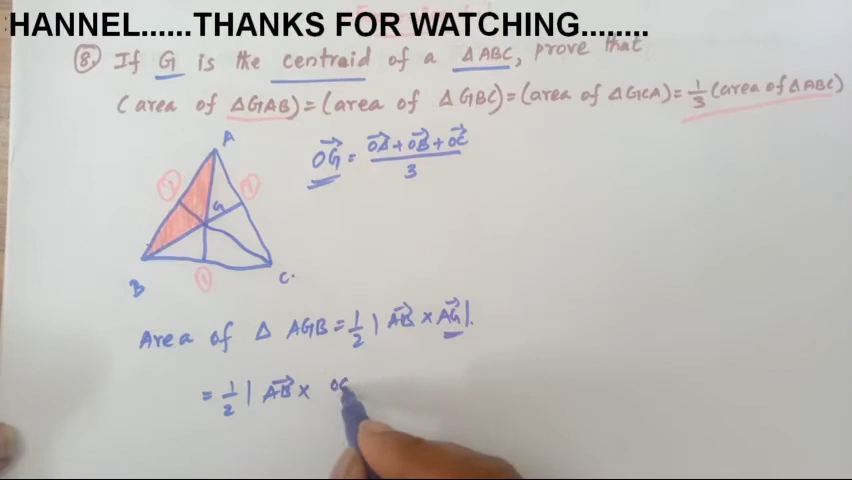 HANNEL......THANKS FOR WATCHING........
8. If G is the centraid of a ΔABC, prove that
(area of ΔGAB) = (area of ΔGBC) = (area of ΔGCA) = 1/3 (area of ΔABC)
A
OG⃗ = (OA⃗ + OB⃗ + OC⃗)/3
G
B
C.
Area of Δ AGB = 1/2 | AB⃗ × AG⃗ |.
= 1/2 | AB⃗ × OG